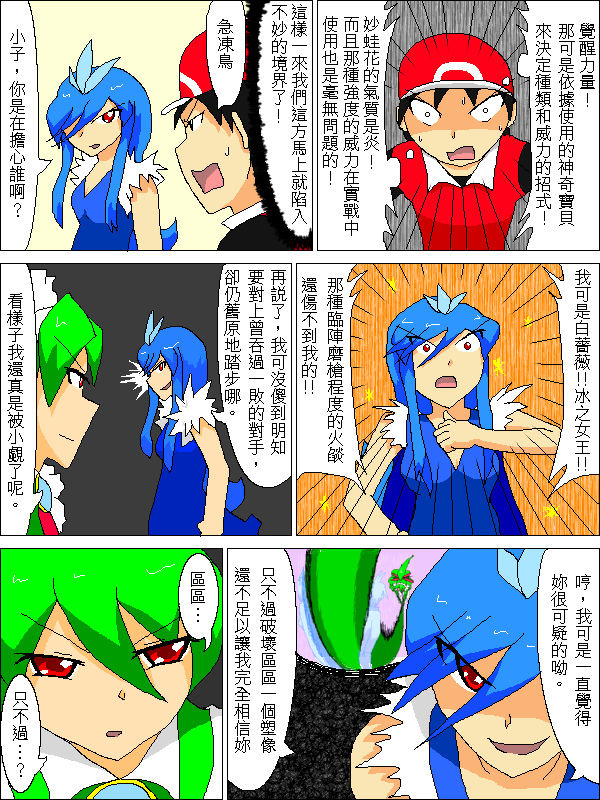 覺醒力量！
那可是依據使用的神奇寶貝
來決定種類和威力的招式！
妙蛙花的氣質是炎！
而且那種強度的威力在實戰中
使用也是毫無問題的！
這樣一來我們這方馬上就陷入
不妙的境界了！
急凍鳥
小子，你是在擔心誰啊？
我可是白薔薇!!冰之女王!!
那種臨陣磨槍程度的火燄
還傷不到我的!!
再説了，我可沒傻到明知
要對上曾吞過一敗的對手，
卻仍舊原地踏步哪。
看樣子我還真是被小覷了呢。
哼，我可是一直覺得
妳很可疑的呦。
只不過破壞區區一個塑像
還不足以讓我完全相信妳
區區…
只不過…？